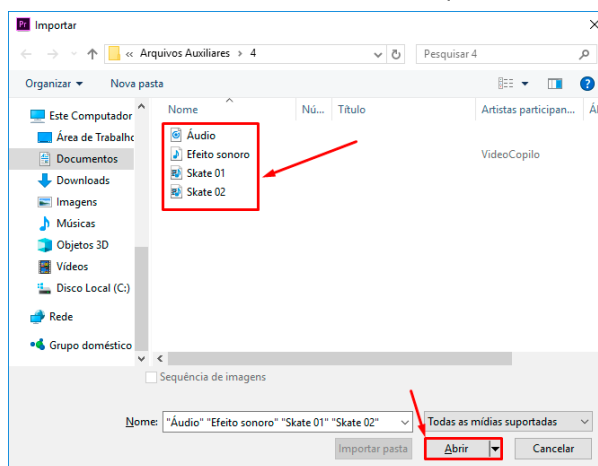 Pr Importar
« Arquivos Auxiliares > 4
Pesquisar 4
Organizar
Nova pasta
?
Nome
Nú...
Título
Artistas participan...
Ál
Este Computador
Área de Trabalho
Documentos
Downloads
Imagens
Músicas
Objetos 3D
Vídeos
Disco Local (C:)
Rede
Grupo doméstico
Áudio
Efeito sonoro
VideoCopilo
Skate 01
Skate 02
Sequência de imagens
Nome: "Áudio" "Efeito sonoro" "Skate 01" "Skate 02"
Todas as mídias suportadas
Importar pasta
Abrir
Cancelar